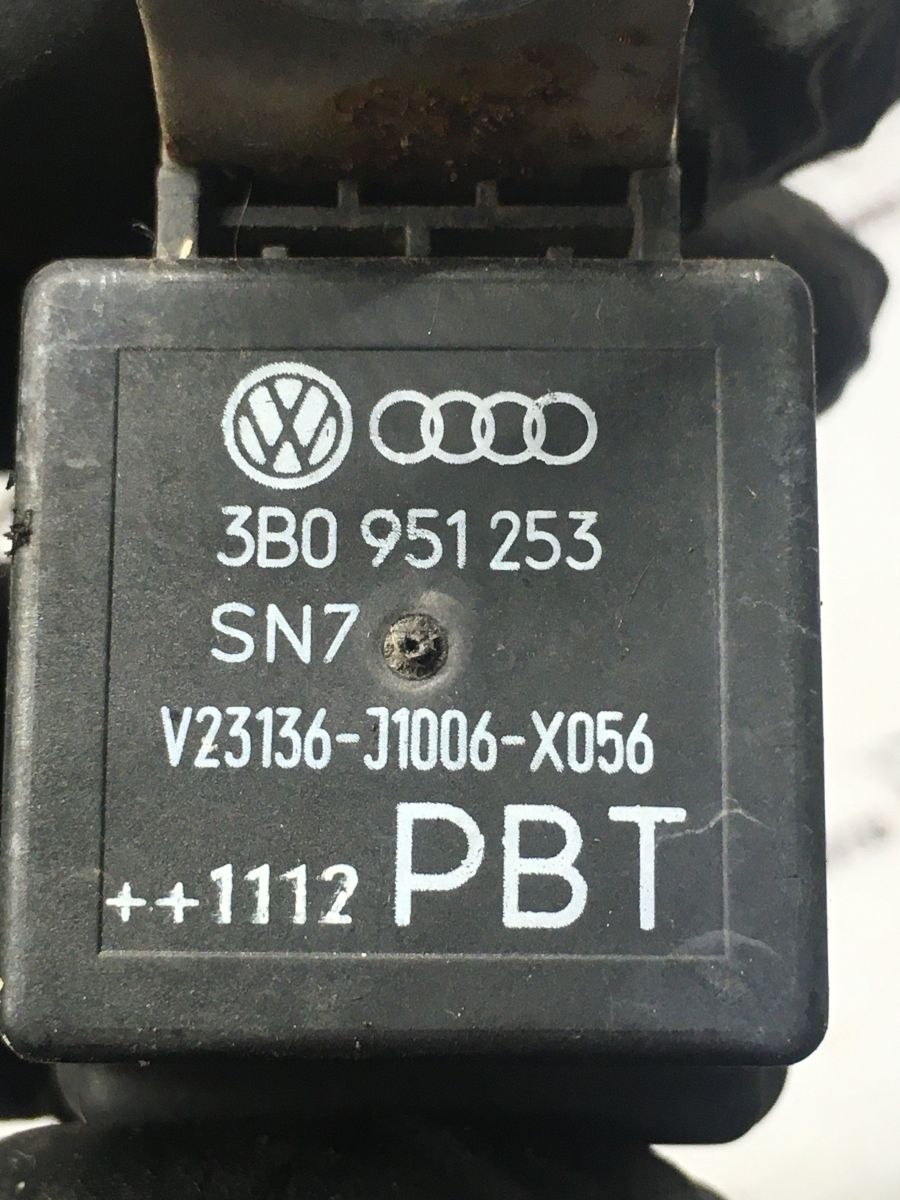 3B0 951 253
SN7
V23136-J1006-X056
++1112 PBT